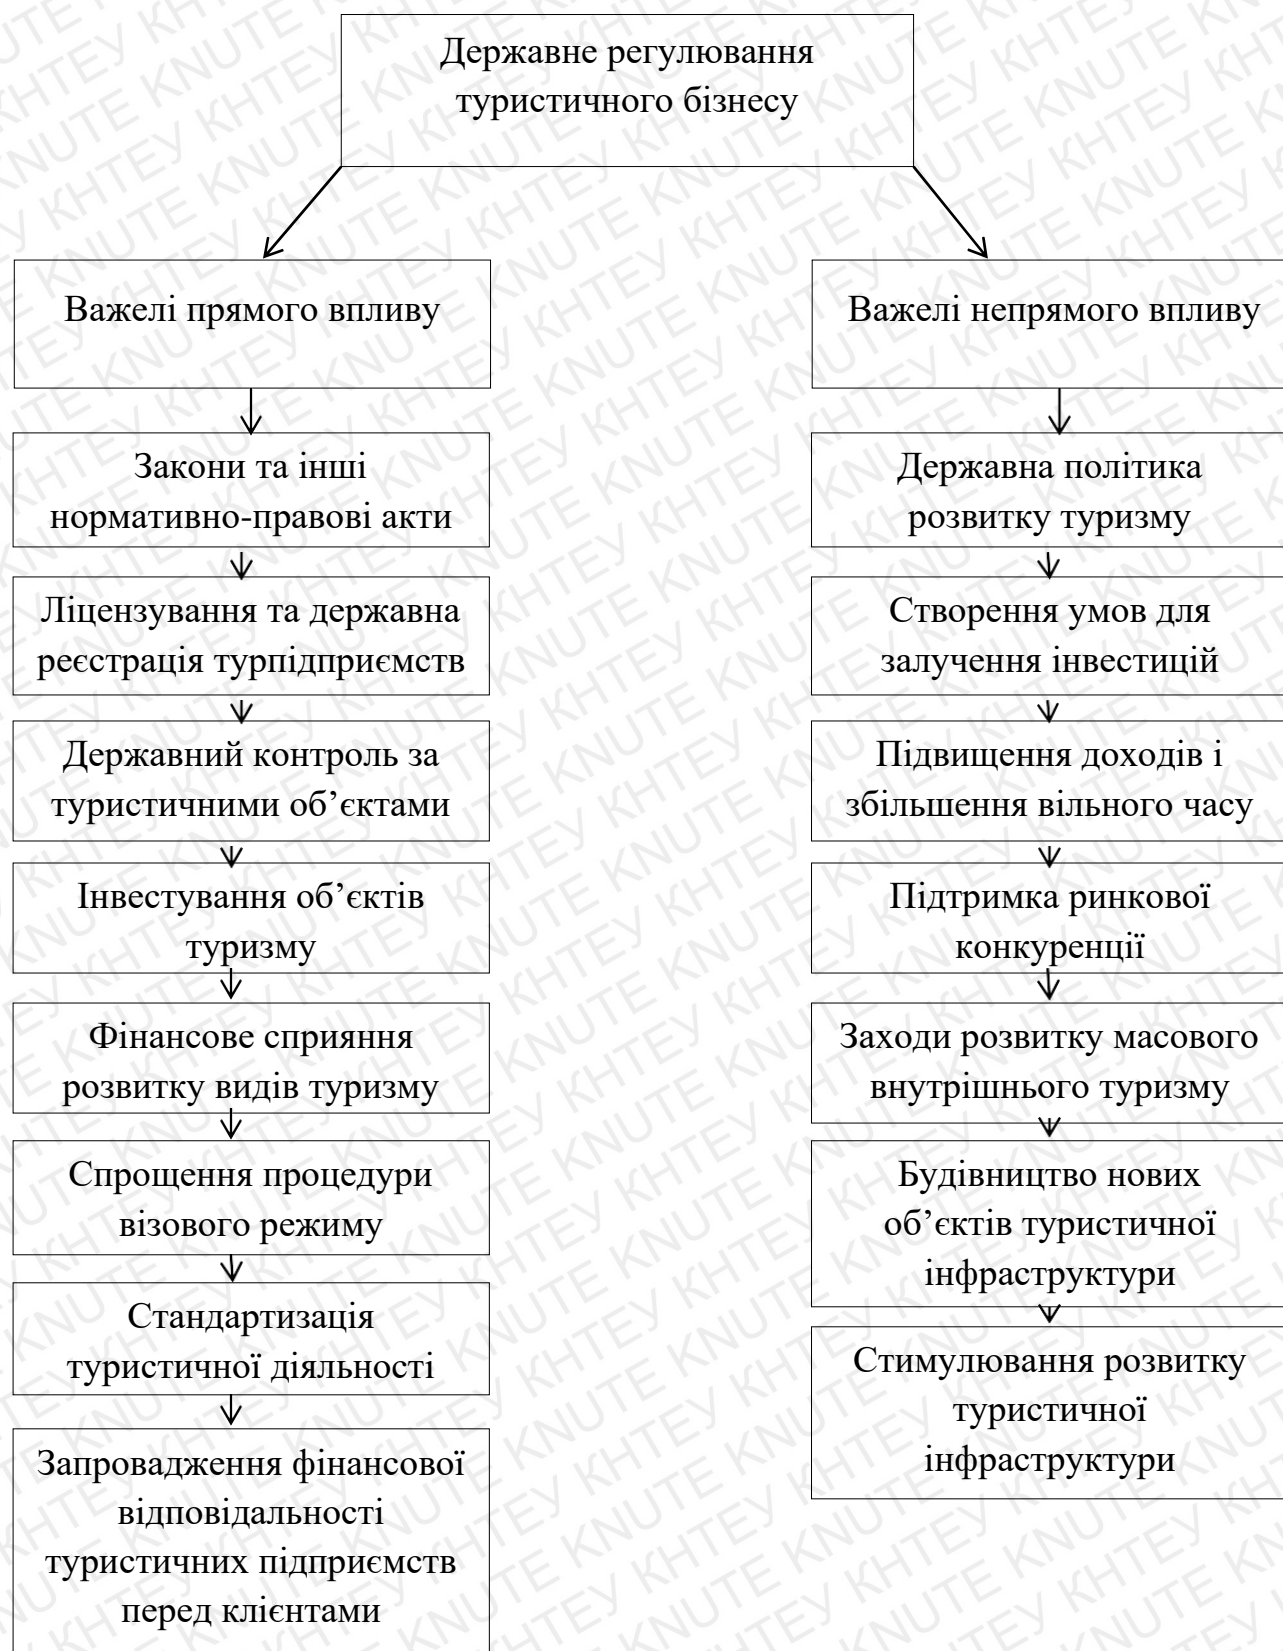 Державне регулювання
туристичного бізнесу
Важелі прямого впливу
Закони та інші
нормативно-правові акти
Ліцензування та державна
реєстрація турпідприємств
Державний контроль за
туристичними об’єктами
Інвестування об’єктів
туризму
Фінансове сприяння
розвитку видів туризму
Спрощення процедури
візового режиму
Стандартизація
туристичної діяльності
Запровадження фінансової
відповідальності
туристичних підприємств
перед клієнтами
Важелі непрямого впливу
Державна політика
розвитку туризму
Створення умов для
залучення інвестицій
Підвищення доходів і
збільшення вільного часу
Підтримка ринкової
конкуренції
Заходи розвитку масового
внутрішнього туризму
Будівництво нових
об’єктів туристичної
інфраструктури
Стимулювання розвитку
туристичної
інфраструктури